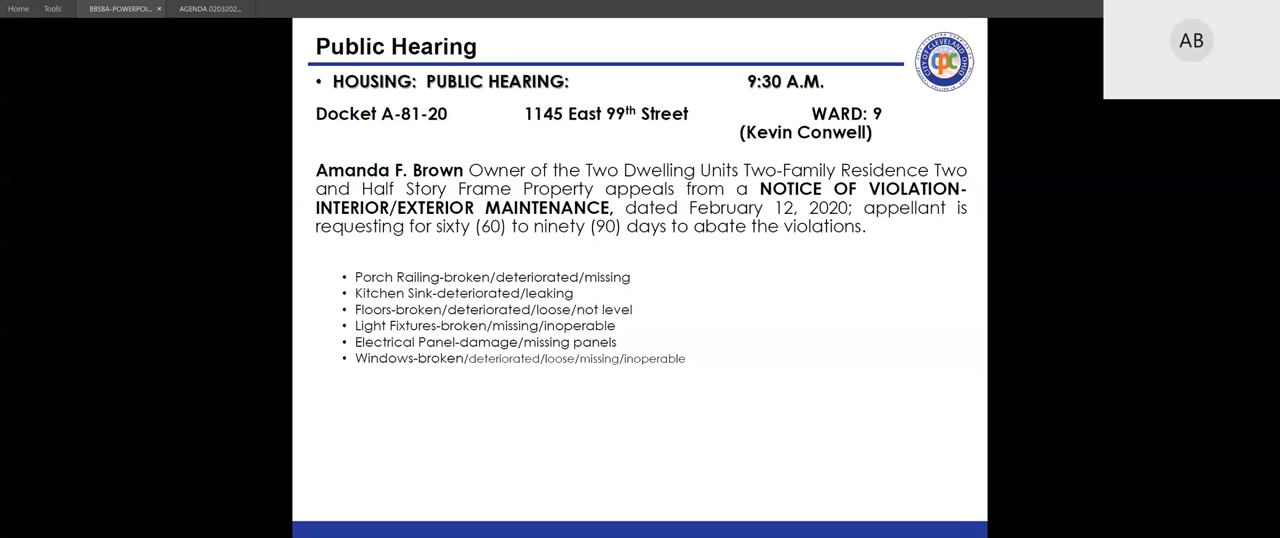 Home Tools BBSBA-POWERPOI... × AGENDA 0203202...
AB
Public Hearing
• HOUSING: PUBLIC HEARING: 9:30 A.M.
Docket A-81-20 1145 East 99th Street WARD: 9
(Kevin Conwell)
Amanda F. Brown Owner of the Two Dwelling Units Two-Family Residence Two
and Half Story Frame Property appeals from a NOTICE OF VIOLATION-
INTERIOR/EXTERIOR MAINTENANCE, dated February 12, 2020; appellant is
requesting for sixty (60) to ninety (90) days to abate the violations.
• Porch Railing-broken/deteriorated/missing
• Kitchen Sink-deteriorated/leaking
• Floors-broken/deteriorated/loose/not level
• Light Fixtures-broken/missing/inoperable
• Electrical Panel-damage/missing panels
• Windows-broken/deteriorated/loose/missing/inoperable